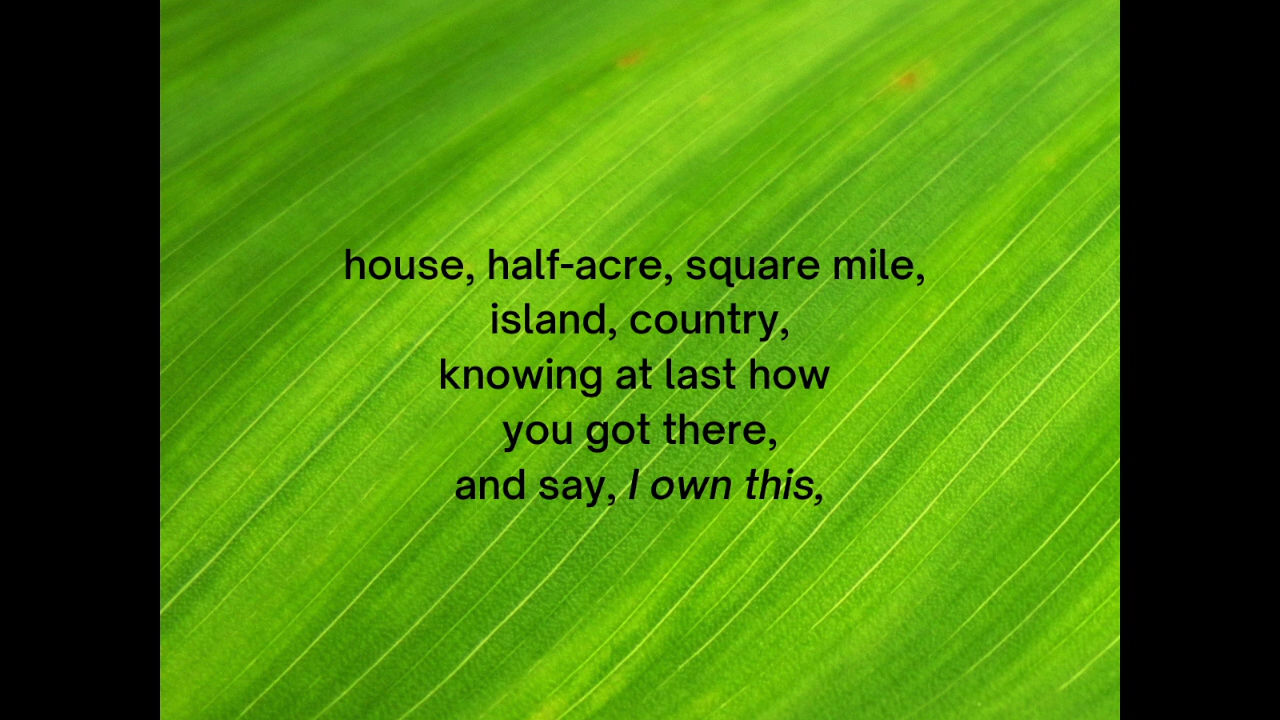 house, half-acre, square mile,
island, country,
knowing at last how
you got there,
and say, I own this,